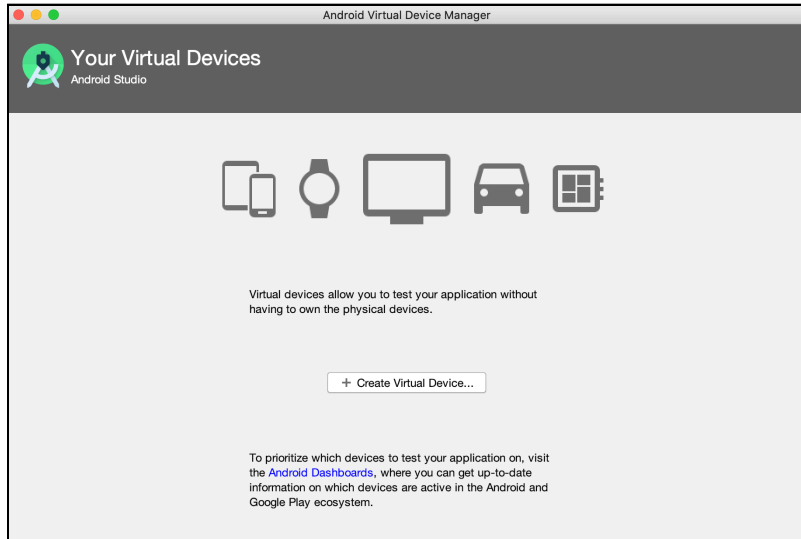 Android Virtual Device Manager
Your Virtual Devices
Android Studio
Virtual devices allow you to test your application without
having to own the physical devices.
+ Create Virtual Device...
To prioritize which devices to test your application on, visit
the Android Dashboards, where you can get up-to-date
information on which devices are active in the Android and
Google Play ecosystem.